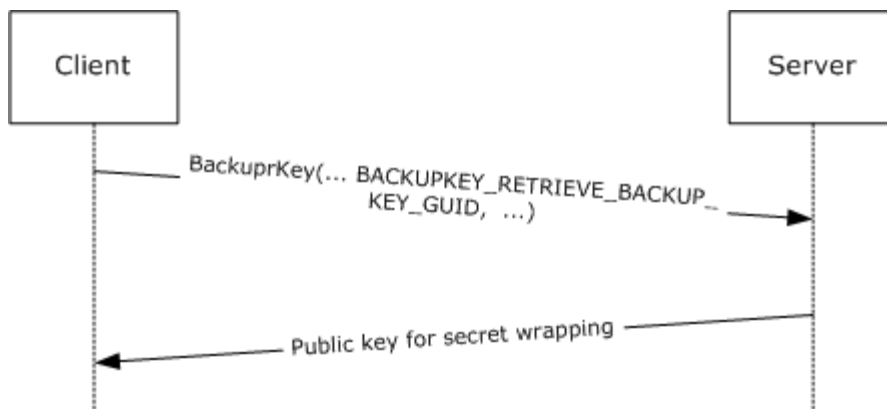 Client
Server
BackuprKey(... BACKUPKEY_RETRIEVE_BACKUP_
KEY_GUID, ...)
Public key for secret wrapping